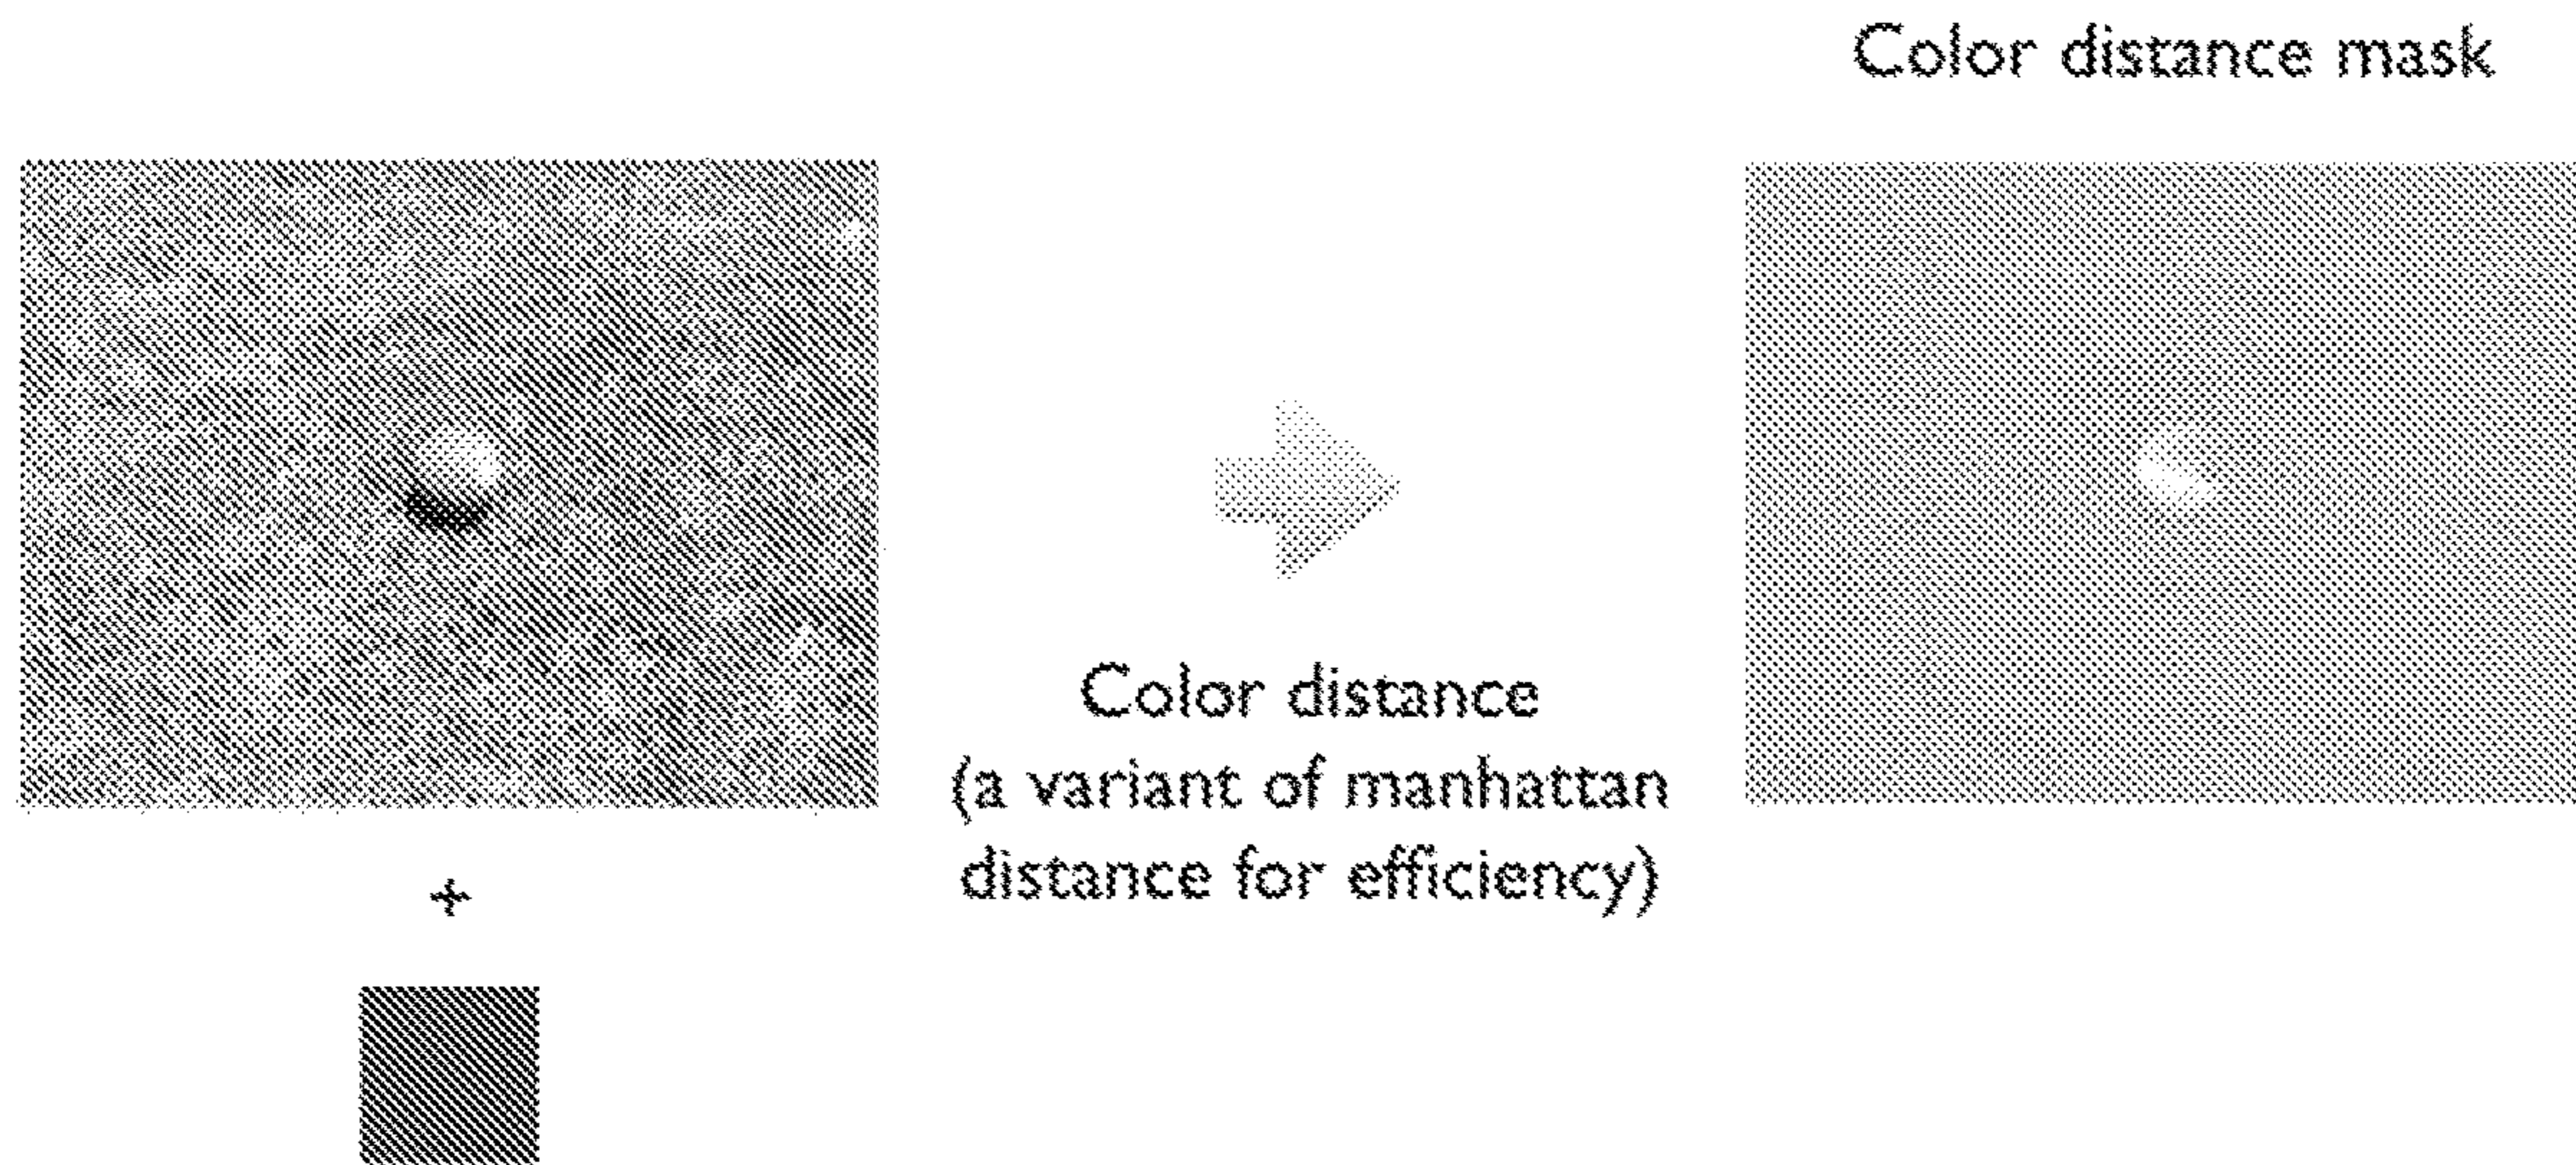 Color distance mask
+
Color distance
(a variant of manhattan
distance for efficiency)